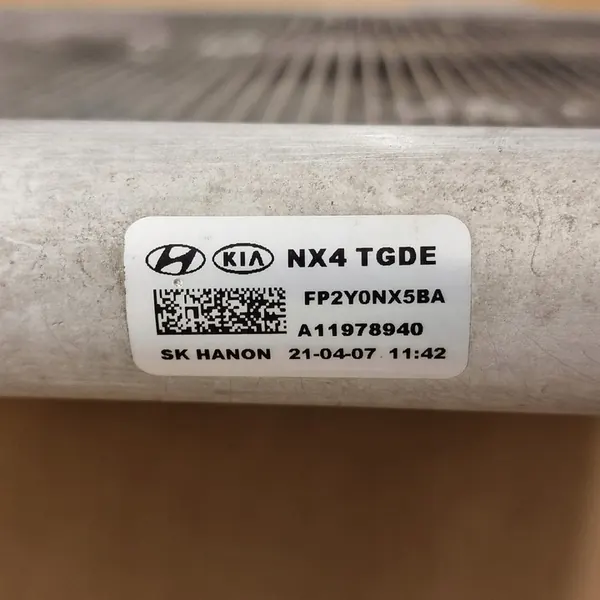 KIA NX4 TGDE
FP2Y0NX5BA
A11978940
SK HANON 21-04-07 11:42